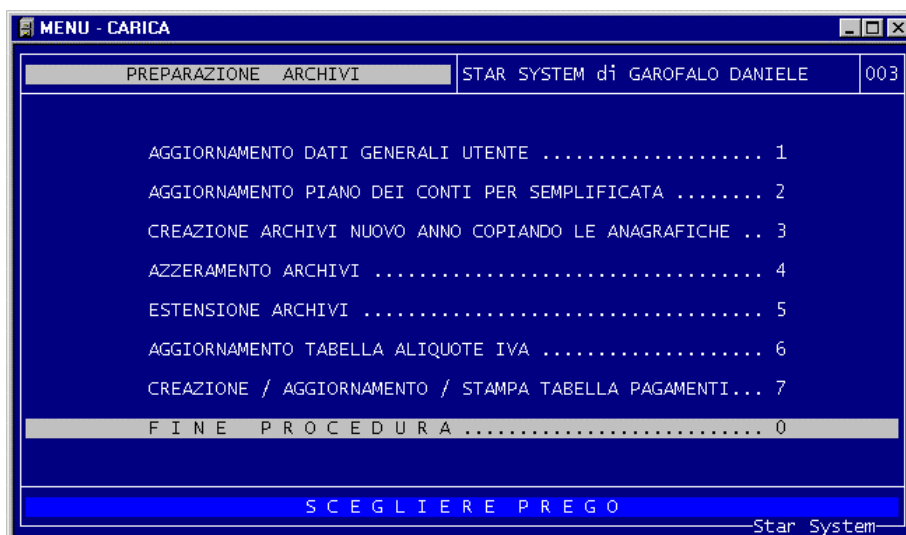 MENU - CARICA
PREPARAZIONE ARCHIVI STAR SYSTEM di GAROFALO DANIELE 003
AGGIORNAMENTO DATI GENERALI UTENTE .................... 1
AGGIORNAMENTO PIANO DEI CONTI PER SEMPLIFICATA ........ 2
CREAZIONE ARCHIVI NUOVO ANNO COPIANDO LE ANAGRAFICHE .. 3
AZZERAMENTO ARCHIVI ................................... 4
ESTENSIONE ARCHIVI .................................... 5
AGGIORNAMENTO TABELLA ALIQUOTE IVA .................... 6
CREAZIONE / AGGIORNAMENTO / STAMPA TABELLA PAGAMENTI... 7
F I N E P R O C E D U R A ........................... 0
S C E G L I E R E P R E G O
Star System